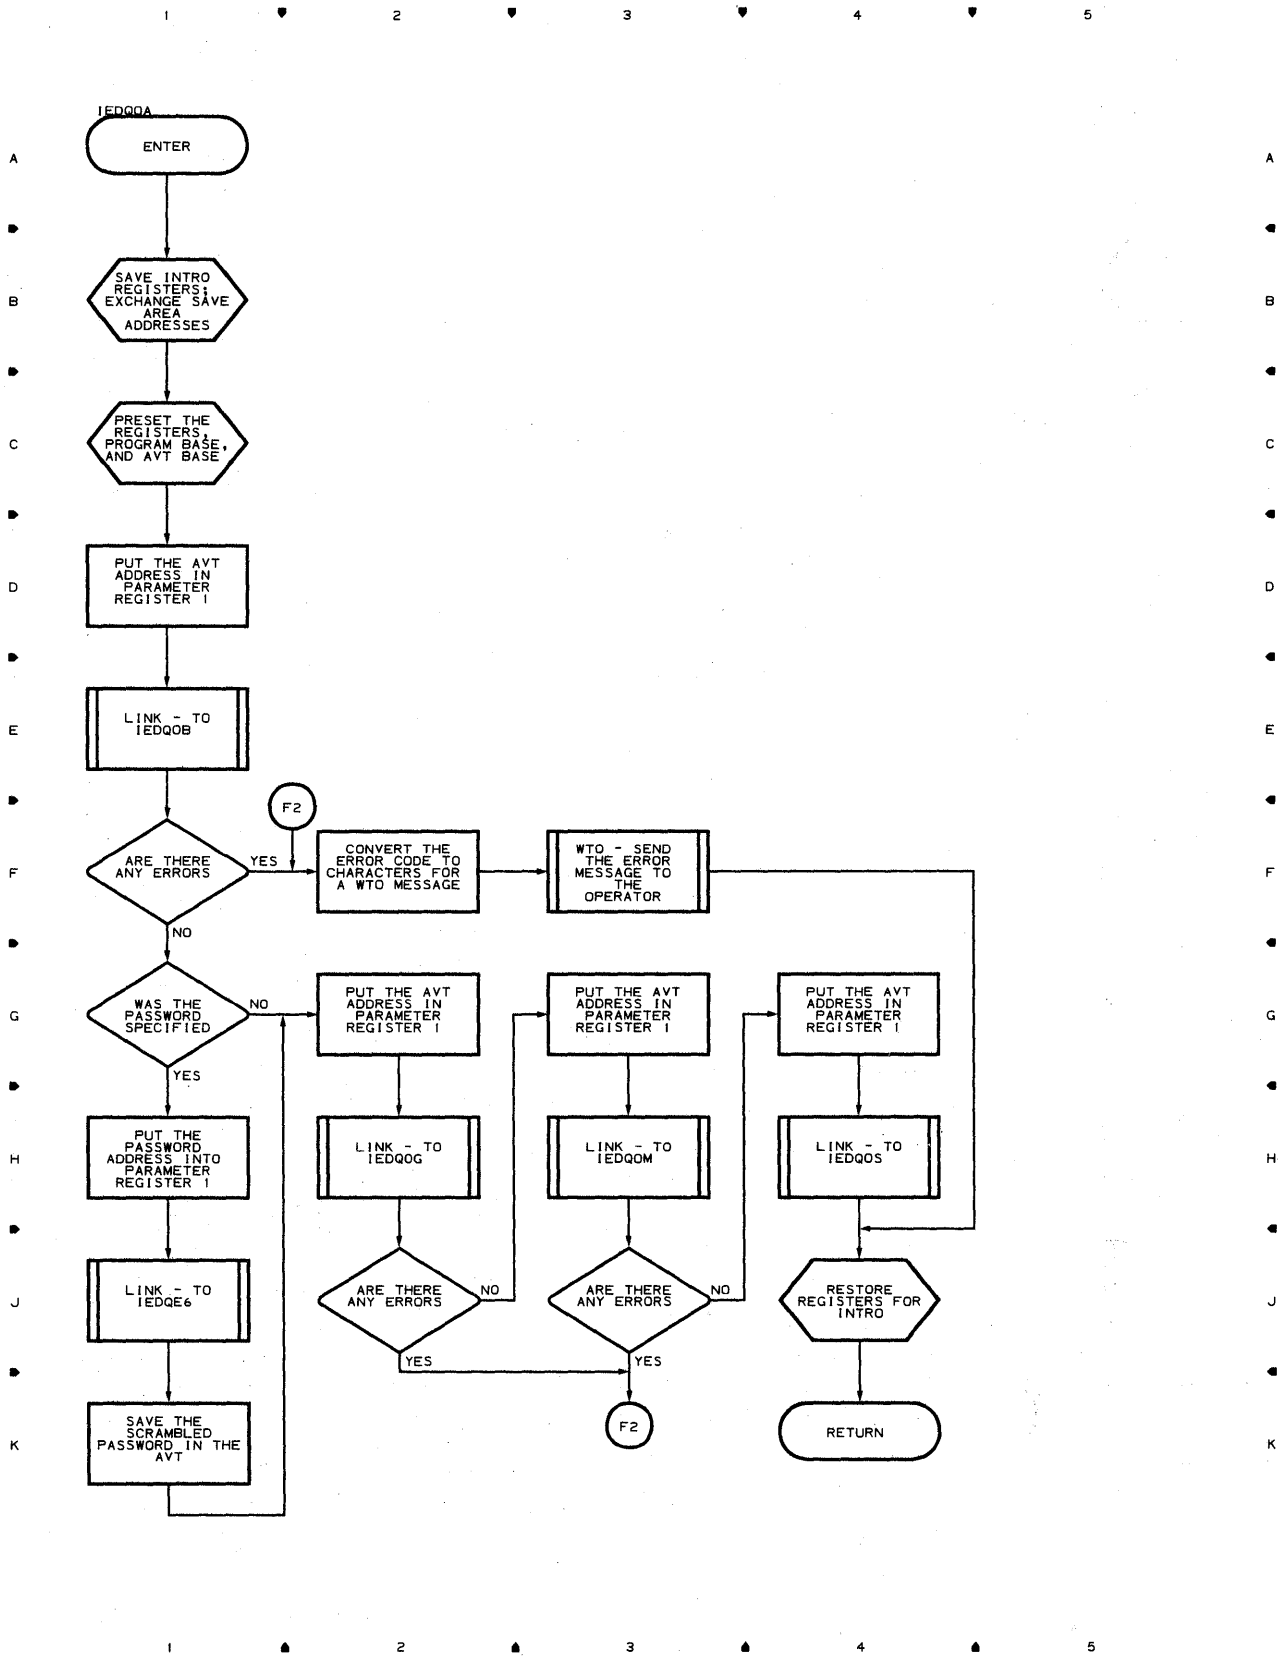 1 2 3 4 5
IEDQOA
ENTER
A A
SAVE INTRO
REGISTERS;
EXCHANGE SAVE
AREA
ADDRESSES
B B
PRESET THE
REGISTERS,
PROGRAM BASE,
AND AVT BASE
C C
PUT THE AVT
ADDRESS IN
PARAMETER
REGISTER 1
D D
LINK - TO
IEDQOB
E E
F2
ARE THERE
ANY ERRORS
YES
NO
CONVERT THE
ERROR CODE TO
CHARACTERS FOR
A WTO MESSAGE
WTO - SEND
THE ERROR
MESSAGE TO
THE
OPERATOR
F F
WAS THE
PASSWORD
SPECIFIED
NO
YES
PUT THE AVT
ADDRESS IN
PARAMETER
REGISTER 1
PUT THE AVT
ADDRESS IN
PARAMETER
REGISTER 1
PUT THE AVT
ADDRESS IN
PARAMETER
REGISTER 1
G G
PUT THE
PASSWORD
ADDRESS INTO
PARAMETER
REGISTER 1
LINK - TO
IEDQOG
LINK - TO
IEDQOM
LINK - TO
IEDQOS
H H
LINK - TO
IEDQE6
ARE THERE
ANY ERRORS
NO
YES
ARE THERE
ANY ERRORS
NO
YES
RESTORE
REGISTERS FOR
INTRO
J J
SAVE THE
SCRAMBLED
PASSWORD IN THE
AVT
F2
RETURN
K K
1 2 3 4 5